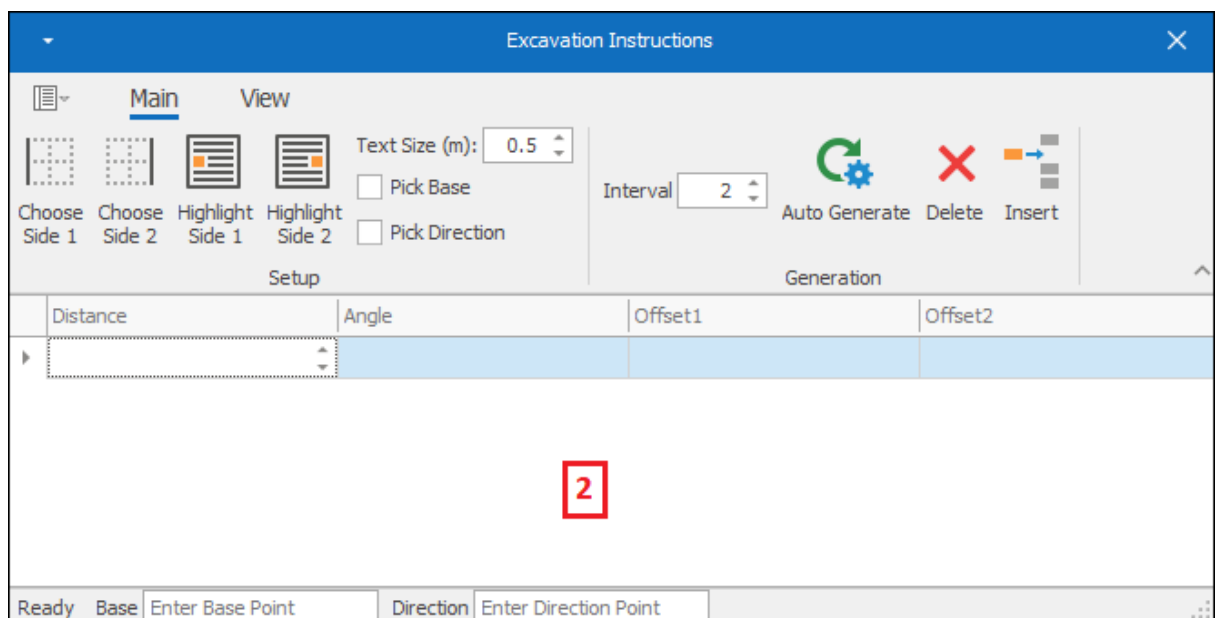 Excavation Instructions
Main View
Text Size (m): 0.5
Pick Base
Interval 2
Choose Side 1
Choose Side 2
Highlight Side 1
Highlight Side 2
Pick Direction
Auto Generate
Delete
Insert
Setup
Generation
Distance Angle Offset1 Offset2
2
Ready Base Enter Base Point Direction Enter Direction Point